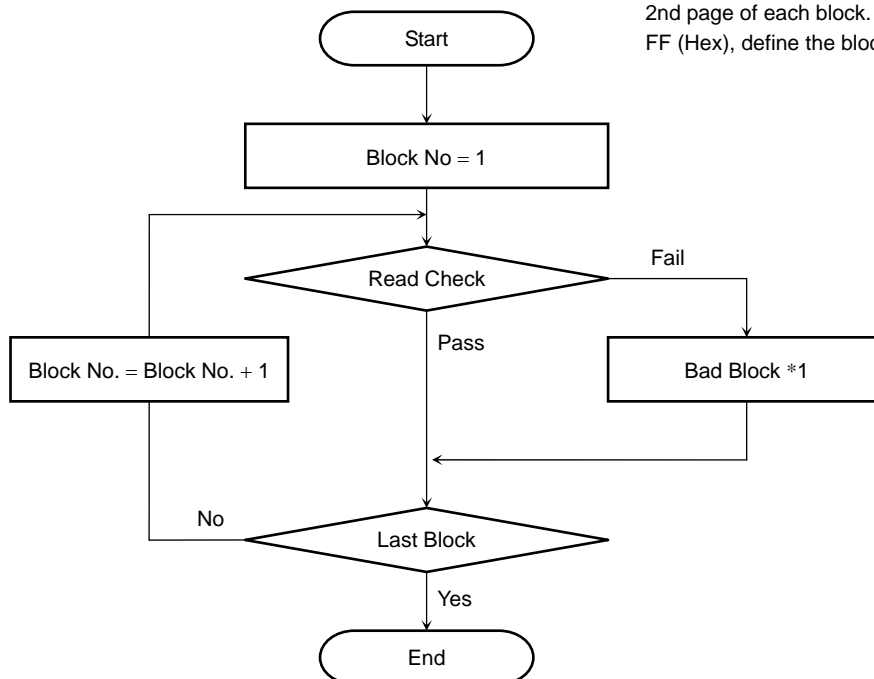 2nd page of each block.
FF (Hex), define the bloc
Start
Block No = 1
Read Check
Fail
Pass
Block No. = Block No. + 1
Bad Block *1
No
Last Block
Yes
End